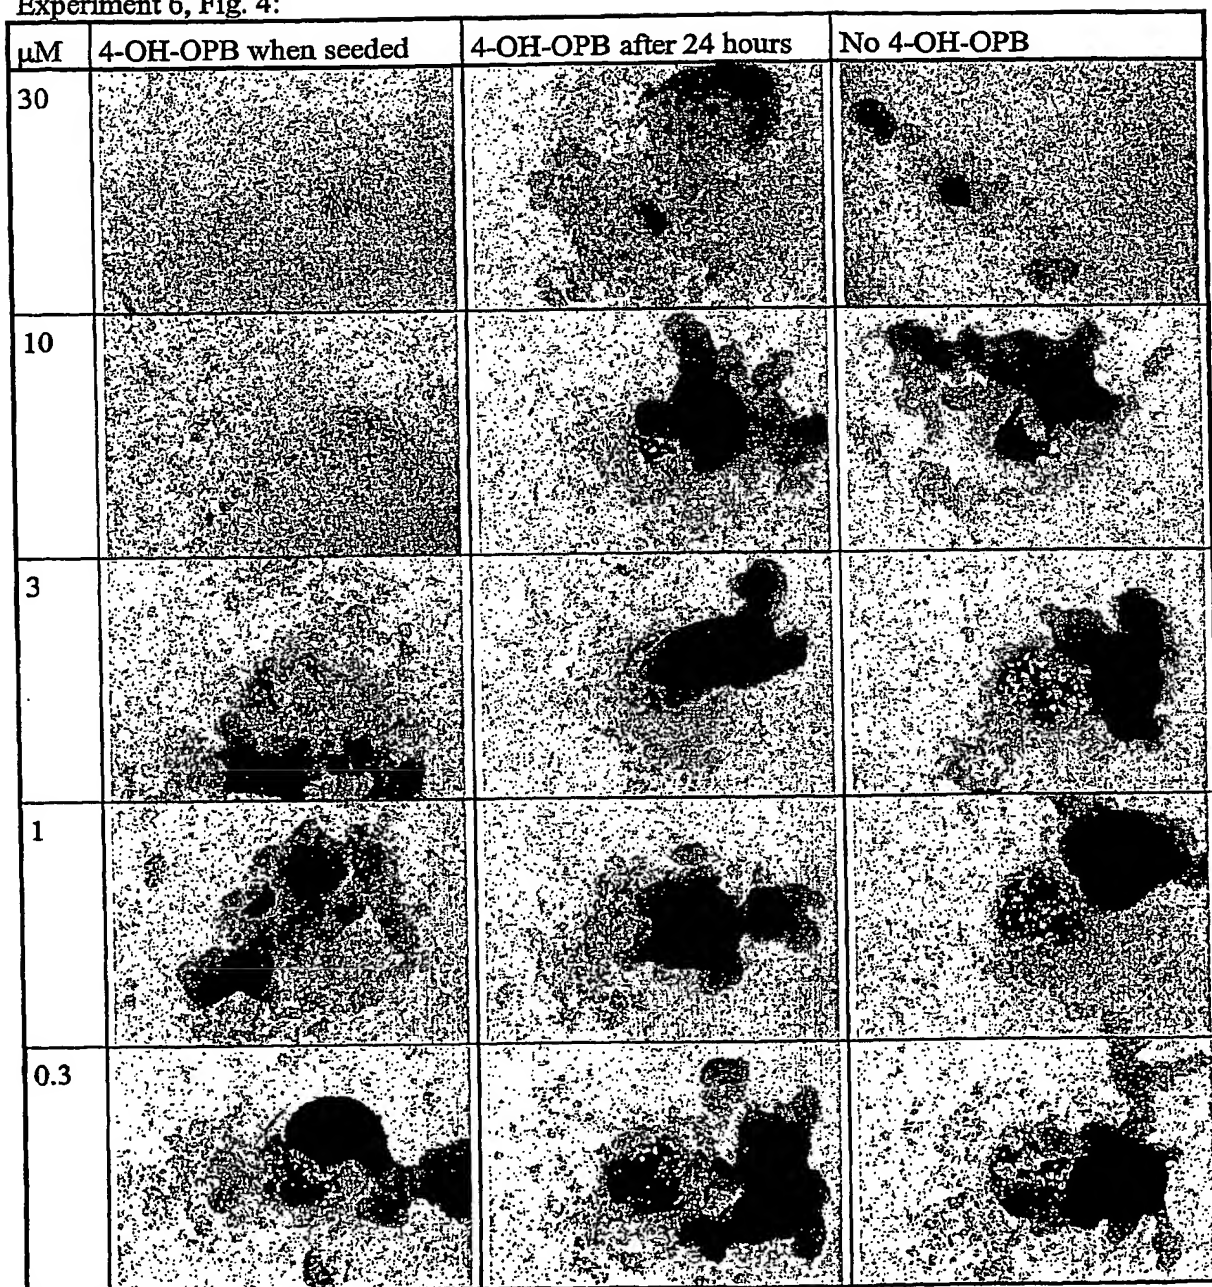 Experiment 6, Fig. 4:
µM 4-OH-OPB when seeded 4-OH-OPB after 24 hours No 4-OH-OPB
30
10
3
1
0.3